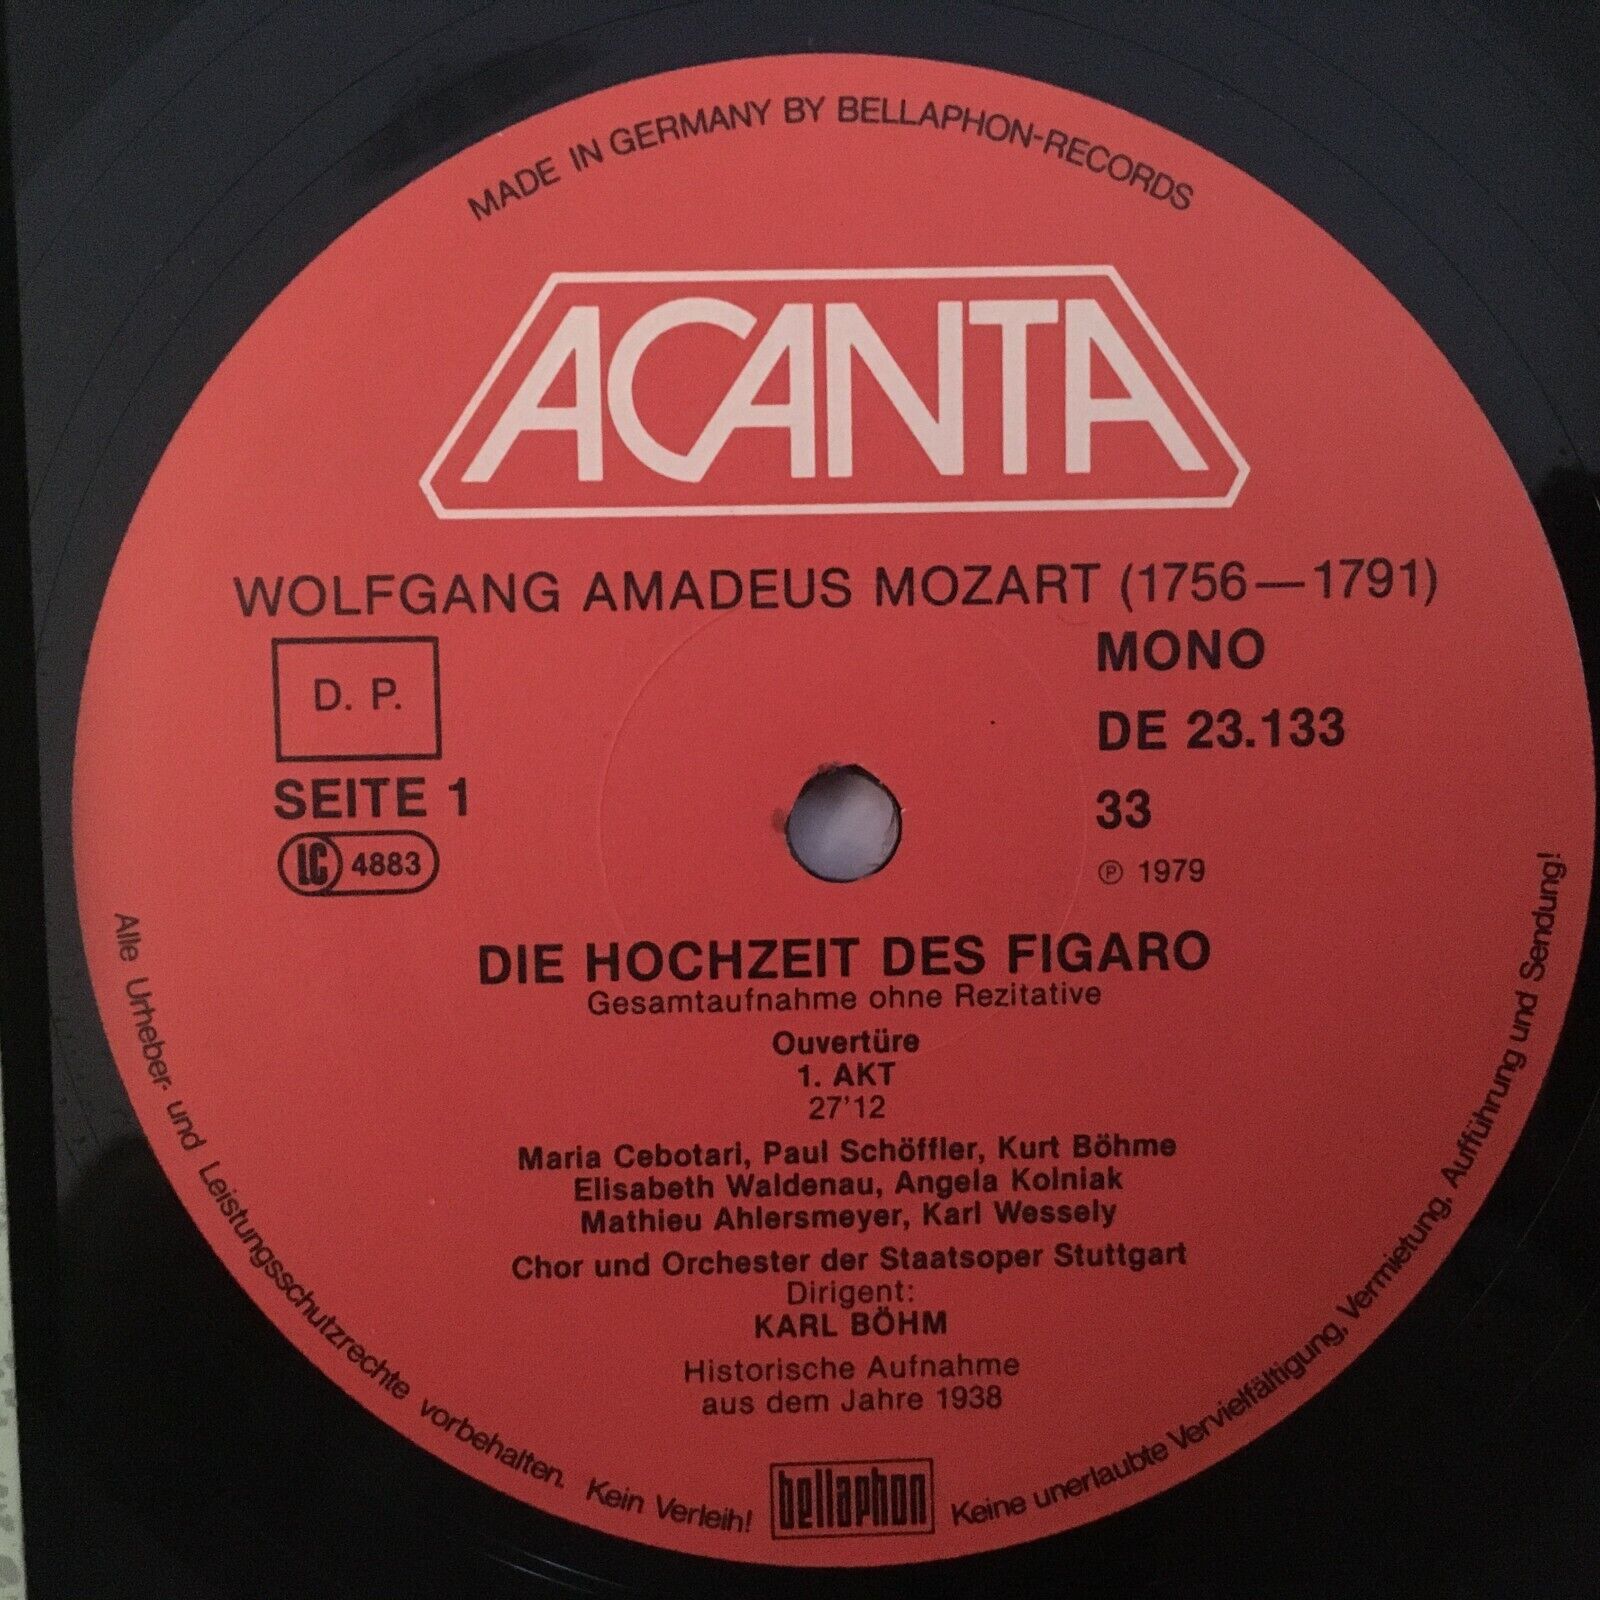 MADE IN GERMANY BY BELLAPHON-RECORDS
ACANTA
WOLFGANG AMADEUS MOZART (1756—1791)
D. P.
SEITE 1
LC 4883
MONO
DE 23.133
33
℗ 1979
DIE HOCHZEIT DES FIGARO
Gesamtaufnahme ohne Rezitative
Ouvertüre
1. AKT
27'12
Maria Cebotari, Paul Schöffler, Kurt Böhme
Elisabeth Waldenau, Angela Kolniak
Mathieu Ahlersmeyer, Karl Wessely
Chor und Orchester der Staatsoper Stuttgart
Dirigent:
KARL BÖHM
Historische Aufnahme
aus dem Jahre 1938
Alle Urheber- und Leistungsschutzrechte vorbehalten. Kein Verleih!
bellaphon
Keine unerlaubte Vervielfältigung, Vermietung, Aufführung und Sendung!